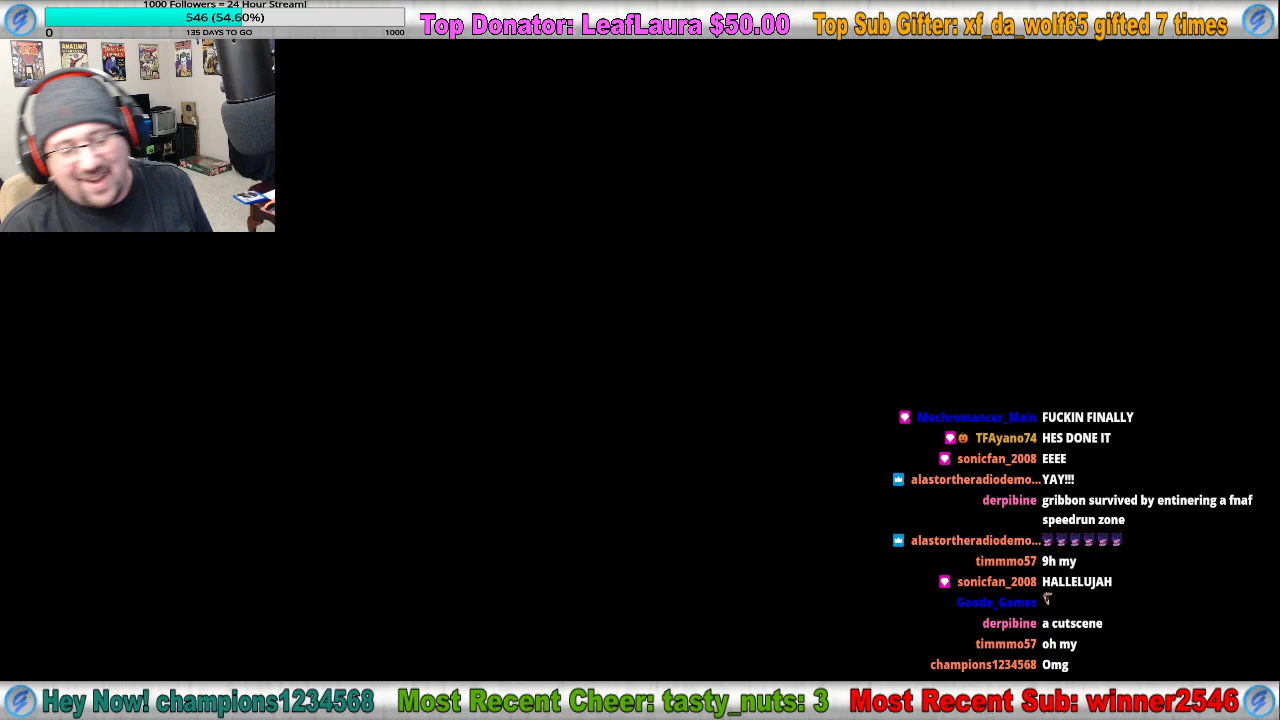 1000 Followers = 24 Hour Stream!
546 (54.60%)
0 135 DAYS TO GO 1000
Top Donator: LeafLaura $50.00
Top Sub Gifter: xf_da_wolf65 gifted 7 times
Mechromancer_Main FUCKIN FINALLY
TFAyano74 HES DONE IT
sonicfan_2008 EEEE
alastortheradiodemo... YAY!!!
derpibine gribbon survived by entinering a fnaf
speedrun zone
alastortheradiodemo...
timmmo57 9h my
sonicfan_2008 HALLELUJAH
Goode_Games
derpibine a cutscene
timmmo57 oh my
champions1234568 Omg
Hey Now! champions1234568
Most Recent Cheer: tasty_nuts: 3
Most Recent Sub: winner2546